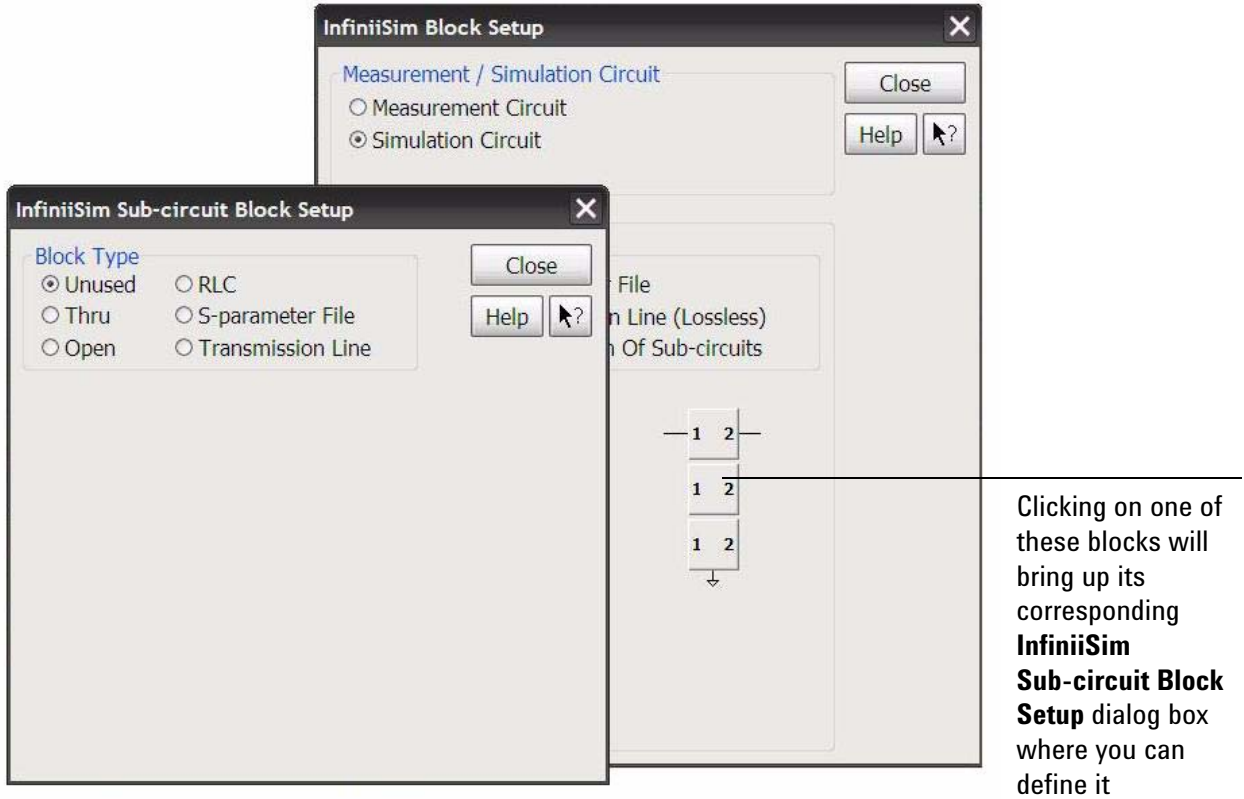 InfiniiSim Block Setup
Measurement / Simulation Circuit
Measurement Circuit
Simulation Circuit
Close
Help
?
InfiniiSim Sub-circuit Block Setup
Block Type
Unused
RLC
Thru
S-parameter File
Open
Transmission Line
Close
Help
?
File
n Line (Lossless)
Of Sub-circuits
1 2
1 2
1 2
Clicking on one of
these blocks will
bring up its
corresponding
InfiniiSim
Sub-circuit Block
Setup dialog box
where you can
define it